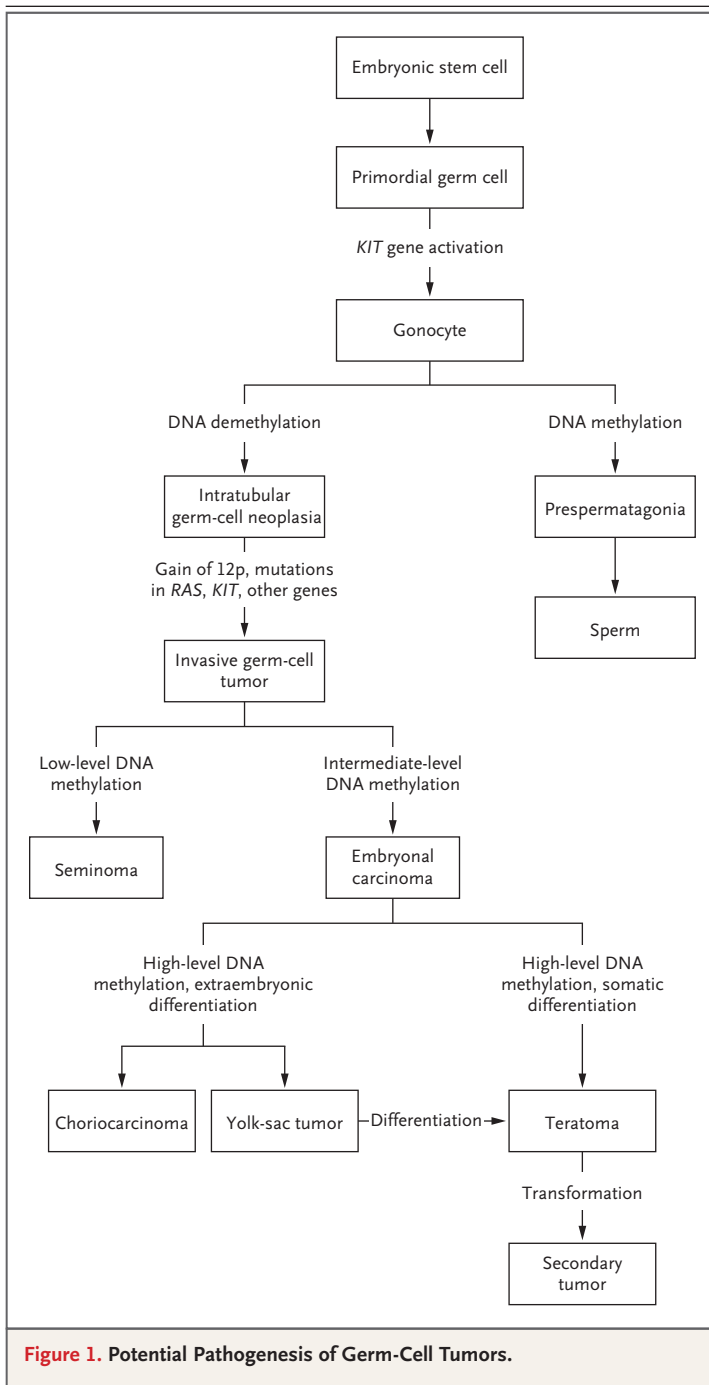 Embryonic stem cell
Primordial germ cell
KIT gene activation
Gonocyte
DNA demethylation
DNA methylation
Intratubular
germ-cell neoplasia
Prespermatagonia
Gain of 12p, mutations
in RAS, KIT, other genes
Sperm
Invasive germ-cell
tumor
Low-level DNA
methylation
Intermediate-level
DNA methylation
Seminoma
Embryonal
carcinoma
High-level DNA
methylation, extraembryonic
differentiation
High-level DNA
methylation, somatic
differentiation
Choriocarcinoma
Yolk-sac tumor
Differentiation
Teratoma
Transformation
Secondary
tumor
Figure 1. Potential Pathogenesis of Germ-Cell Tumors.